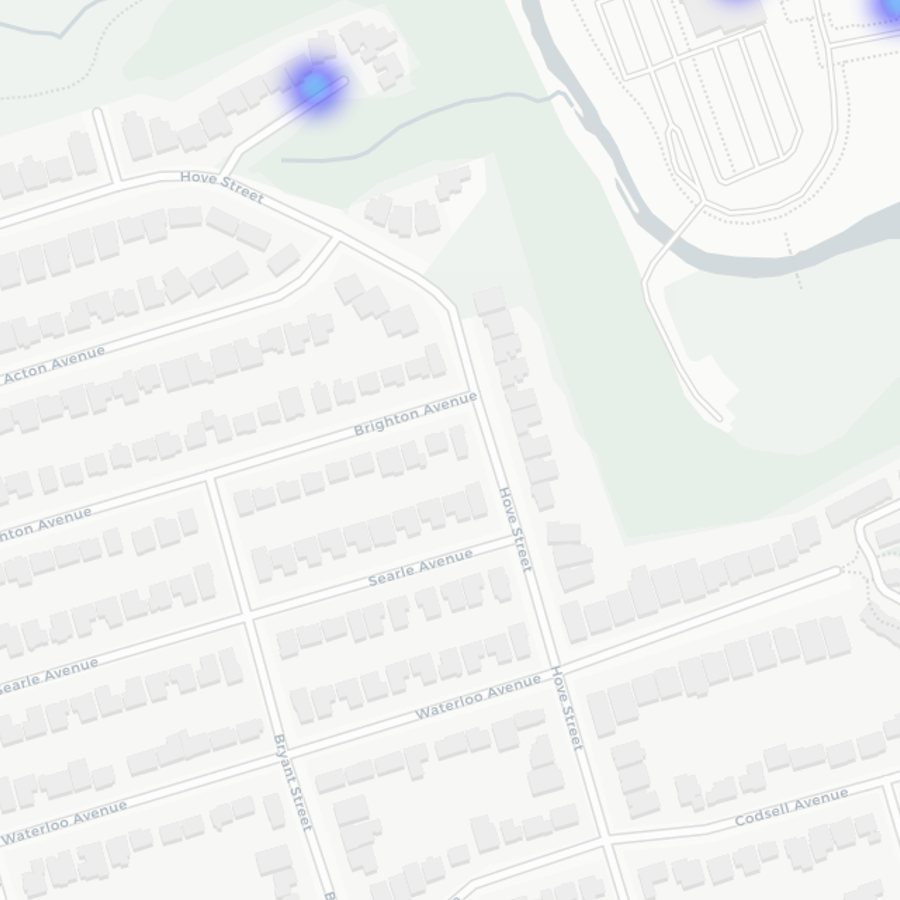 Hove Street
Acton Avenue
Brighton Avenue
Hove Street
nton Avenue
Searle Avenue
Searle Avenue
Hove Street
Waterloo Avenue
Bryant Street
Waterloo Avenue
Codsell Avenue